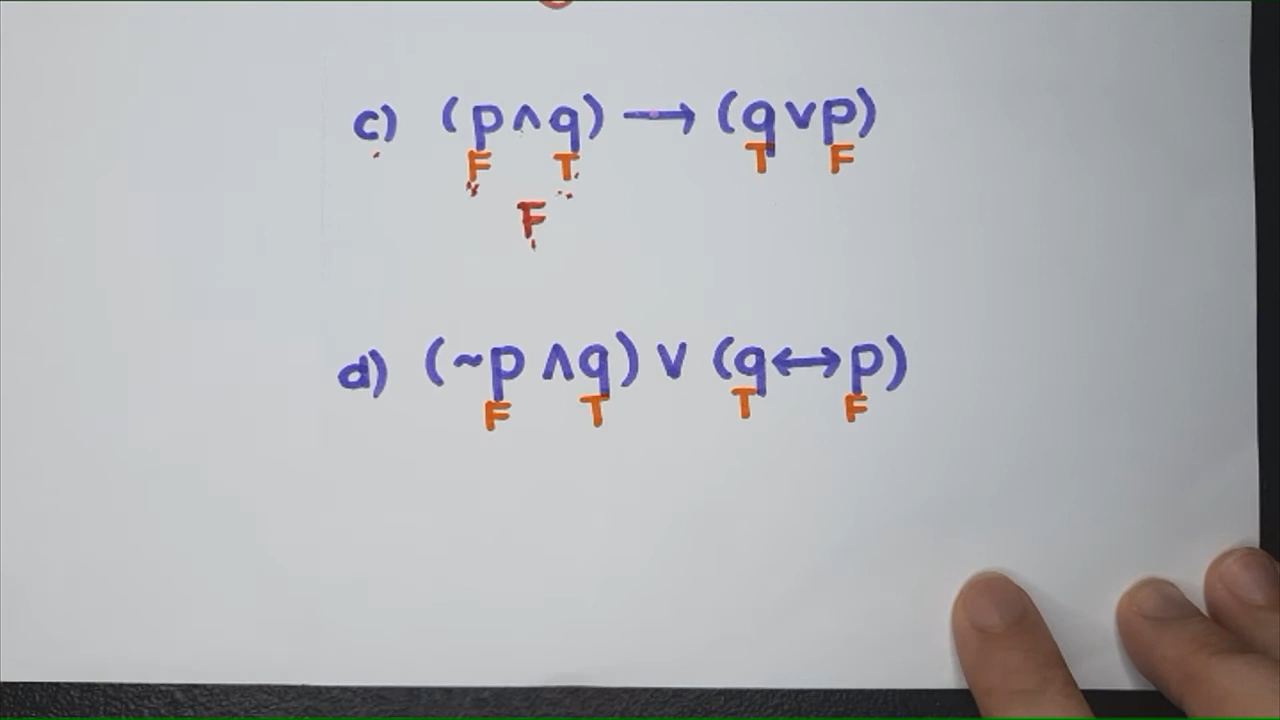 c) (p ∧ q) → (q ∨ p)
F T T F
F
d) (~p ∧ q) ∨ (q ↔ p)
F T T F